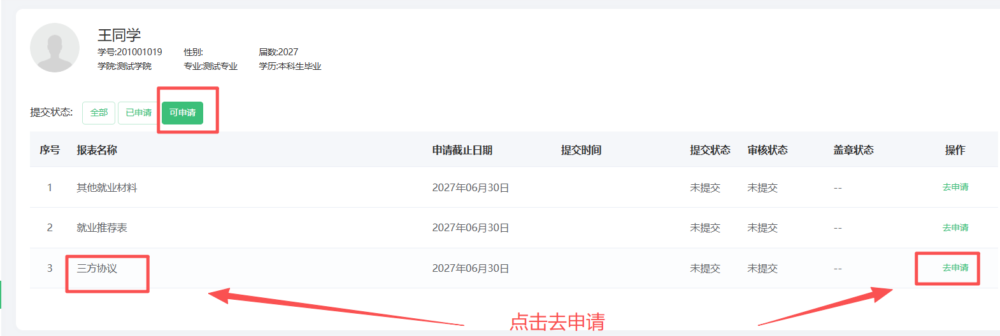 王同学
学号:201001019 性别: 届数:2027
学院:测试学院 专业:测试专业 学历:本科生毕业
提交状态: 全部 已申请 可申请
序号 报表名称 申请截止日期 提交时间 提交状态 审核状态 盖章状态 操作
1 其他就业材料 2027年06月30日 未提交 未提交 -- 去申请
2 就业推荐表 2027年06月30日 未提交 未提交 -- 去申请
3 三方协议 2027年06月30日 未提交 未提交 -- 去申请
点击去申请